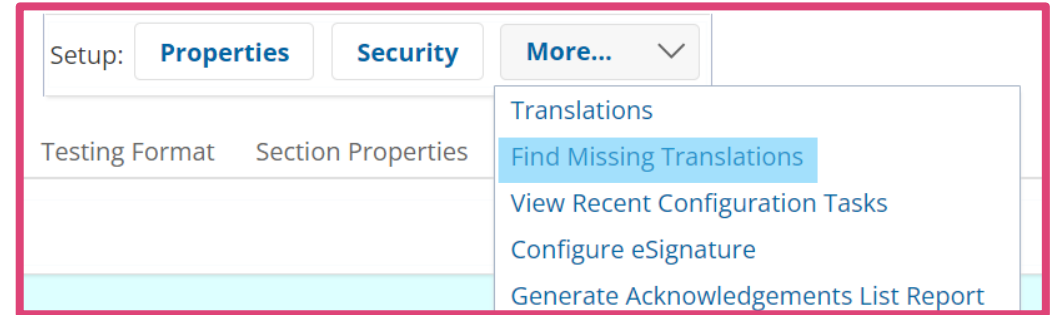 Setup: Properties Security More...
Translations
Testing Format Section Properties
Find Missing Translations
View Recent Configuration Tasks
Configure eSignature
Generate Acknowledgements List Report